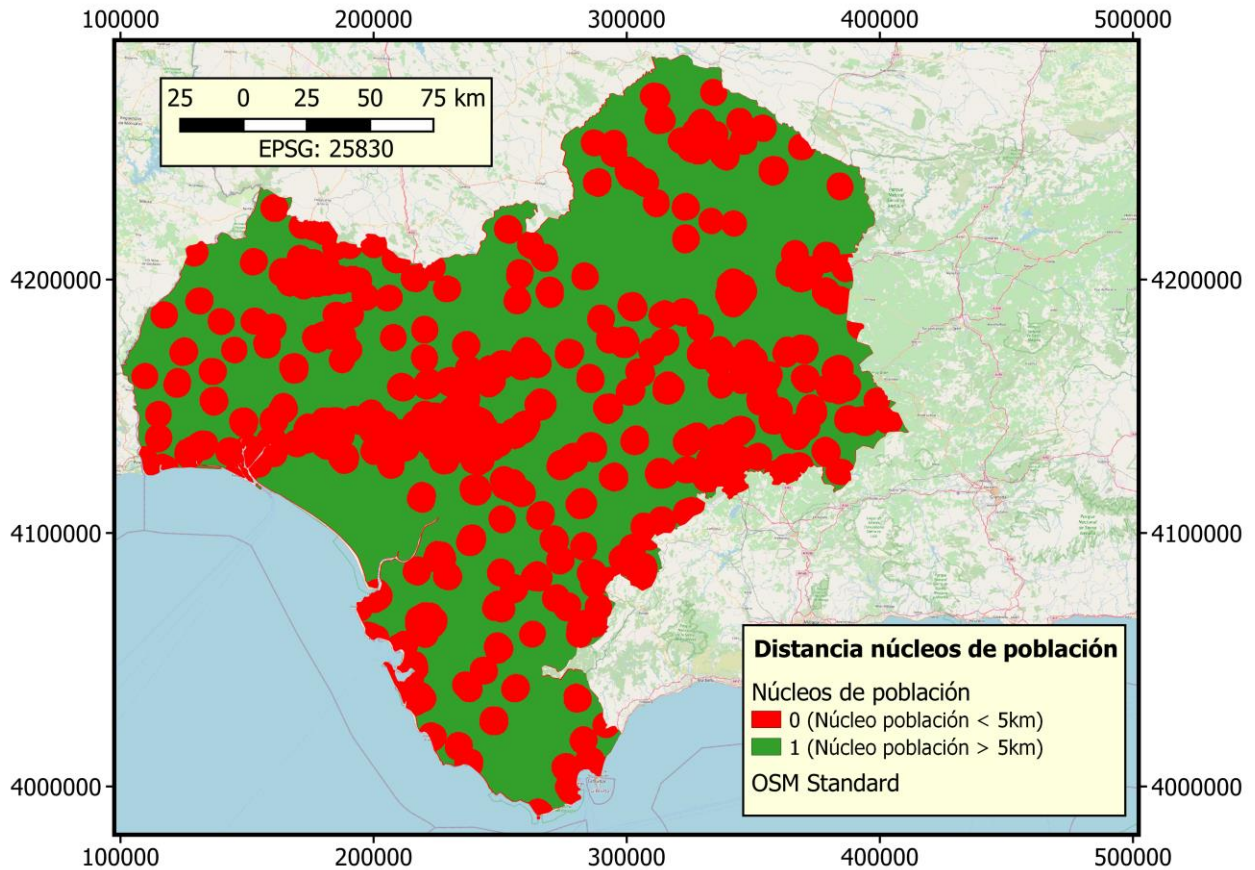 100000 200000 300000 400000 500000
25 0 25 50 75 km
EPSG: 25830
4200000 4200000
4100000 4100000
Distancia núcleos de población
Núcleos de población
0 (Núcleo población < 5km)
1 (Núcleo población > 5km)
OSM Standard
4000000 4000000
100000 200000 300000 400000 500000